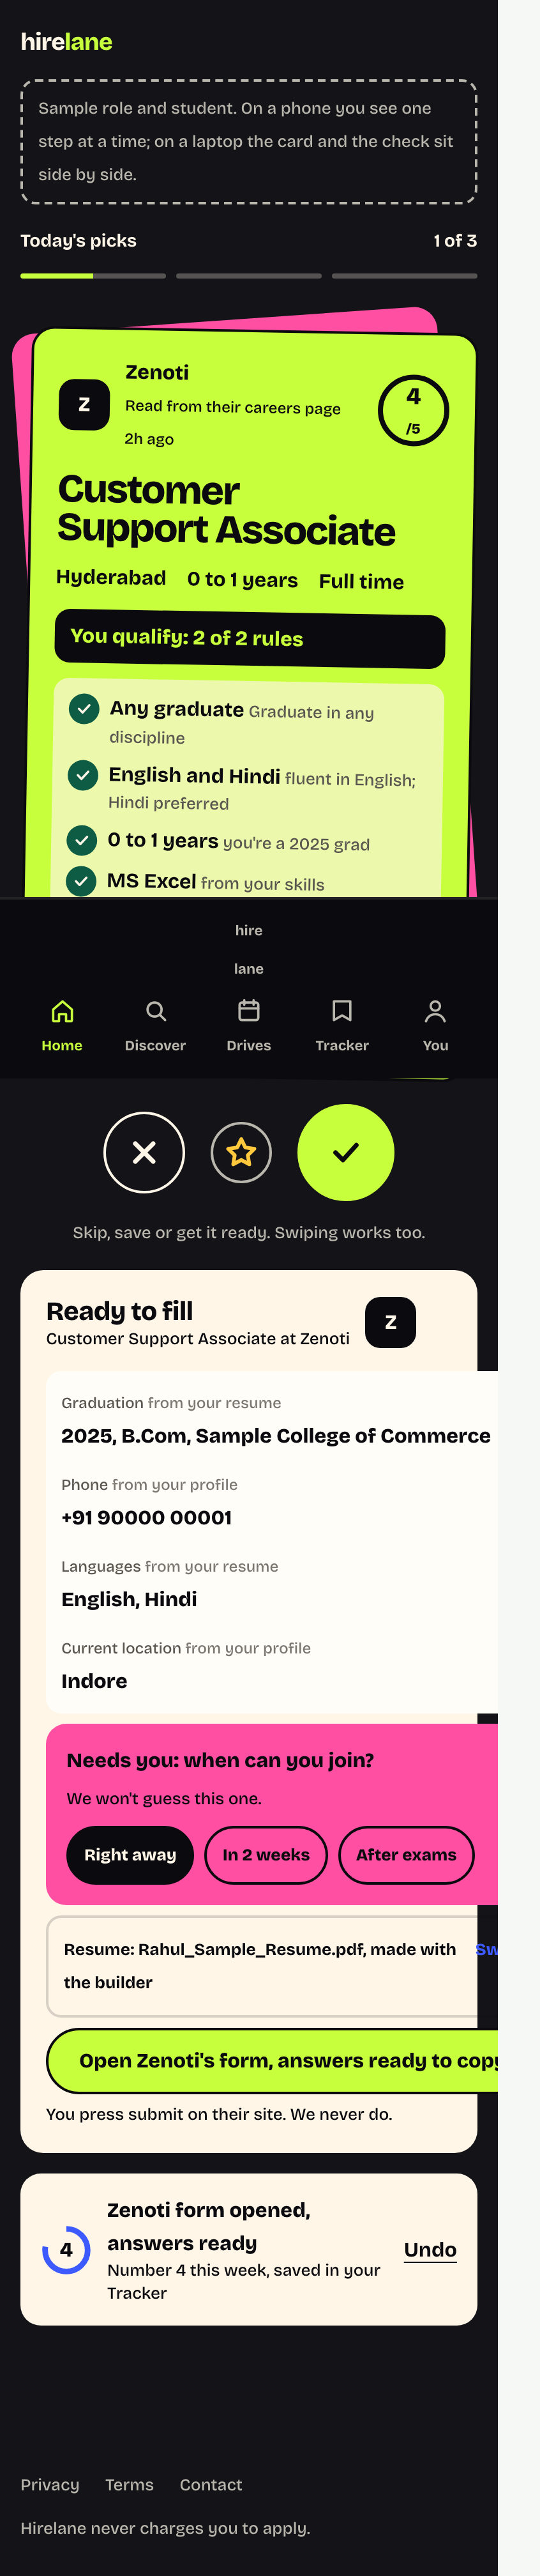 hirelane
Sample role and student. On a phone you see one
step at a time; on a laptop the card and the check sit
side by side.
Today's picks
1 of 3
Z
Zenoti
Read from their careers page
2h ago
4
/5
Customer
Support Associate
Hyderabad 0 to 1 years Full time
You qualify: 2 of 2 rules
Any graduate Graduate in any
discipline
English and Hindi fluent in English;
Hindi preferred
0 to 1 years you're a 2025 grad
MS Excel from your skills
hire
lane
Home Discover Drives Tracker You
Skip, save or get it ready. Swiping works too.
Ready to fill
Customer Support Associate at Zenoti
Z
Graduation from your resume
2025, B.Com, Sample College of Commerce
Phone from your profile
+91 90000 00001
Languages from your resume
English, Hindi
Current location from your profile
Indore
Needs you: when can you join?
We won't guess this one.
Right away In 2 weeks After exams
Resume: Rahul_Sample_Resume.pdf, made with
the builder
Sw
Open Zenoti's form, answers ready to copy
You press submit on their site. We never do.
4
Zenoti form opened,
answers ready
Number 4 this week, saved in your
Tracker
Undo
Privacy Terms Contact
Hirelane never charges you to apply.